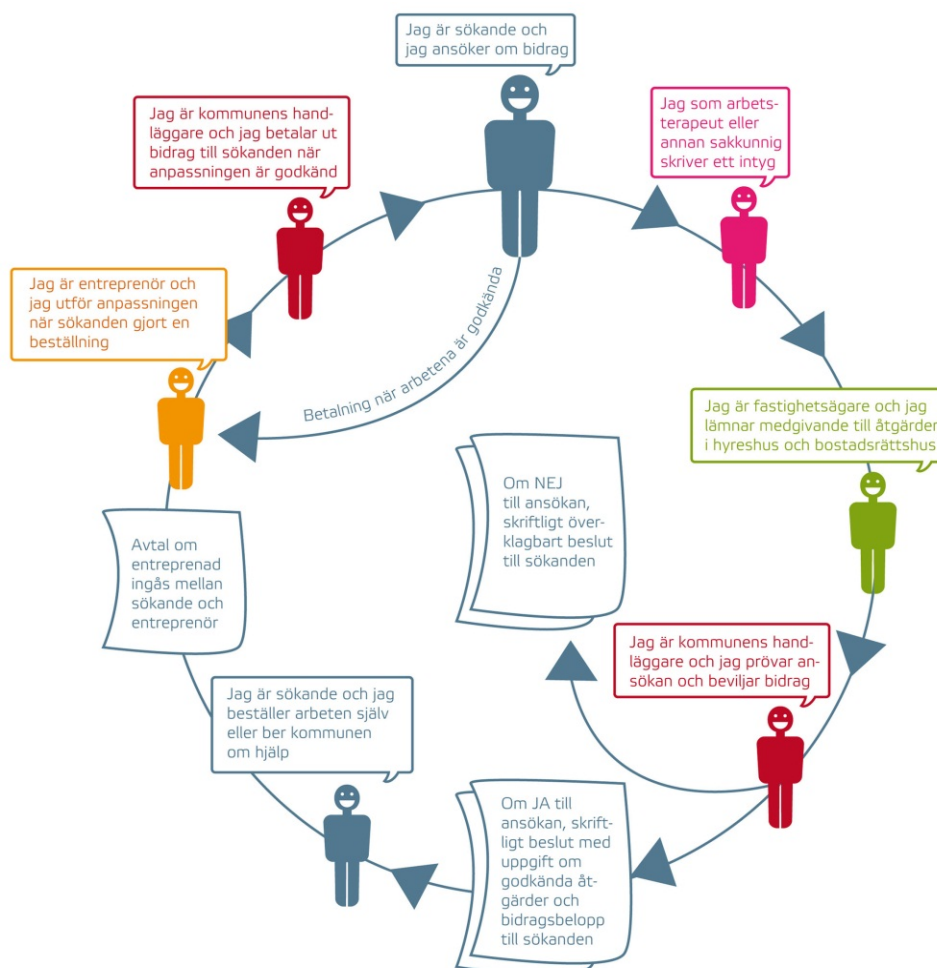 Jag är sökande och
jag ansöker om bidrag
Jag som arbets-
terapeut eller
annan sakkunnig
skriver ett intyg
Jag är fastighetsägare och jag
lämnar medgivande till åtgärder
i hyreshus och bostadsrättshus
Jag är kommunens hand-
läggare och jag prövar an-
sökan och beviljar bidrag
Om NEJ
till ansökan,
skriftligt över-
klagbart beslut
till sökanden
Om JA till
ansökan, skrift-
ligt beslut med
uppgift om
godkända åt-
gärder och
bidragsbelopp
till sökanden
Jag är sökande och jag
beställer arbeten själv
eller ber kommunen
om hjälp
Avtal om
entreprenad
ingås mellan
sökande och
entreprenör
Jag är entreprenör och
jag utför anpassningen
när sökanden gjort en
beställning
Jag är kommunens hand-
läggare och jag betalar ut
bidrag till sökanden när
anpassningen är godkänd
Betalning när arbetena är godkända